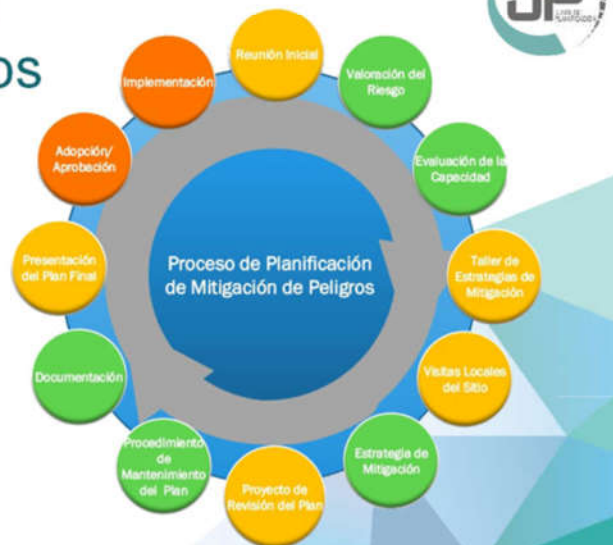 os
JP
Reunión Inicial
Valoración del
Riesgo
Evaluación de la
Capacidad
Taller de
Estrategias de
Mitigación
Visitas Locales
del Sitio
Estrategia de
Mitigación
Proyecto de
Revisión del Plan
Procedimiento
de
Mantenimiento
del Plan
Documentación
Presentación
del Plan Final
Adopción/
Aprobación
Implementación
Proceso de Planificación
de Mitigación de Peligros